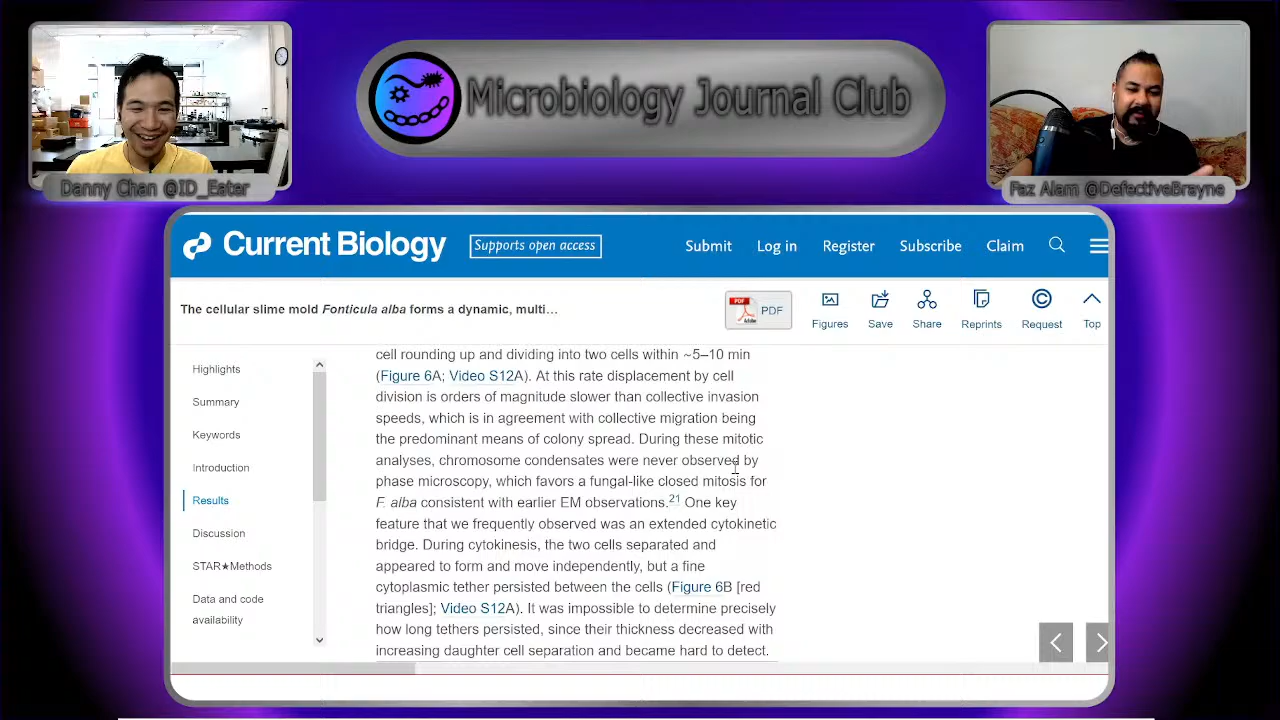 Microbiology Journal Club
Danny Chan @ID_Eater
Faz Alam @DefectiveBrayne
Current Biology
Supports open access
Submit
Log in
Register
Subscribe
Claim
The cellular slime mold Fonticula alba forms a dynamic, multi…
PDF
PDF
Figures
Save
Share
Reprints
Request
Top
Highlights
Summary
Keywords
Introduction
Results
Discussion
STAR★Methods
Data and code
availability
cell rounding up and dividing into two cells within ~5–10 min
(Figure 6A; Video S12A). At this rate displacement by cell
division is orders of magnitude slower than collective invasion
speeds, which is in agreement with collective migration being
the predominant means of colony spread. During these mitotic
analyses, chromosome condensates were never observed by
phase microscopy, which favors a fungal-like closed mitosis for
F. alba consistent with earlier EM observations.21 One key
feature that we frequently observed was an extended cytokinetic
bridge. During cytokinesis, the two cells separated and
appeared to form and move independently, but a fine
cytoplasmic tether persisted between the cells (Figure 6B [red
triangles]; Video S12A). It was impossible to determine precisely
how long tethers persisted, since their thickness decreased with
increasing daughter cell separation and became hard to detect.